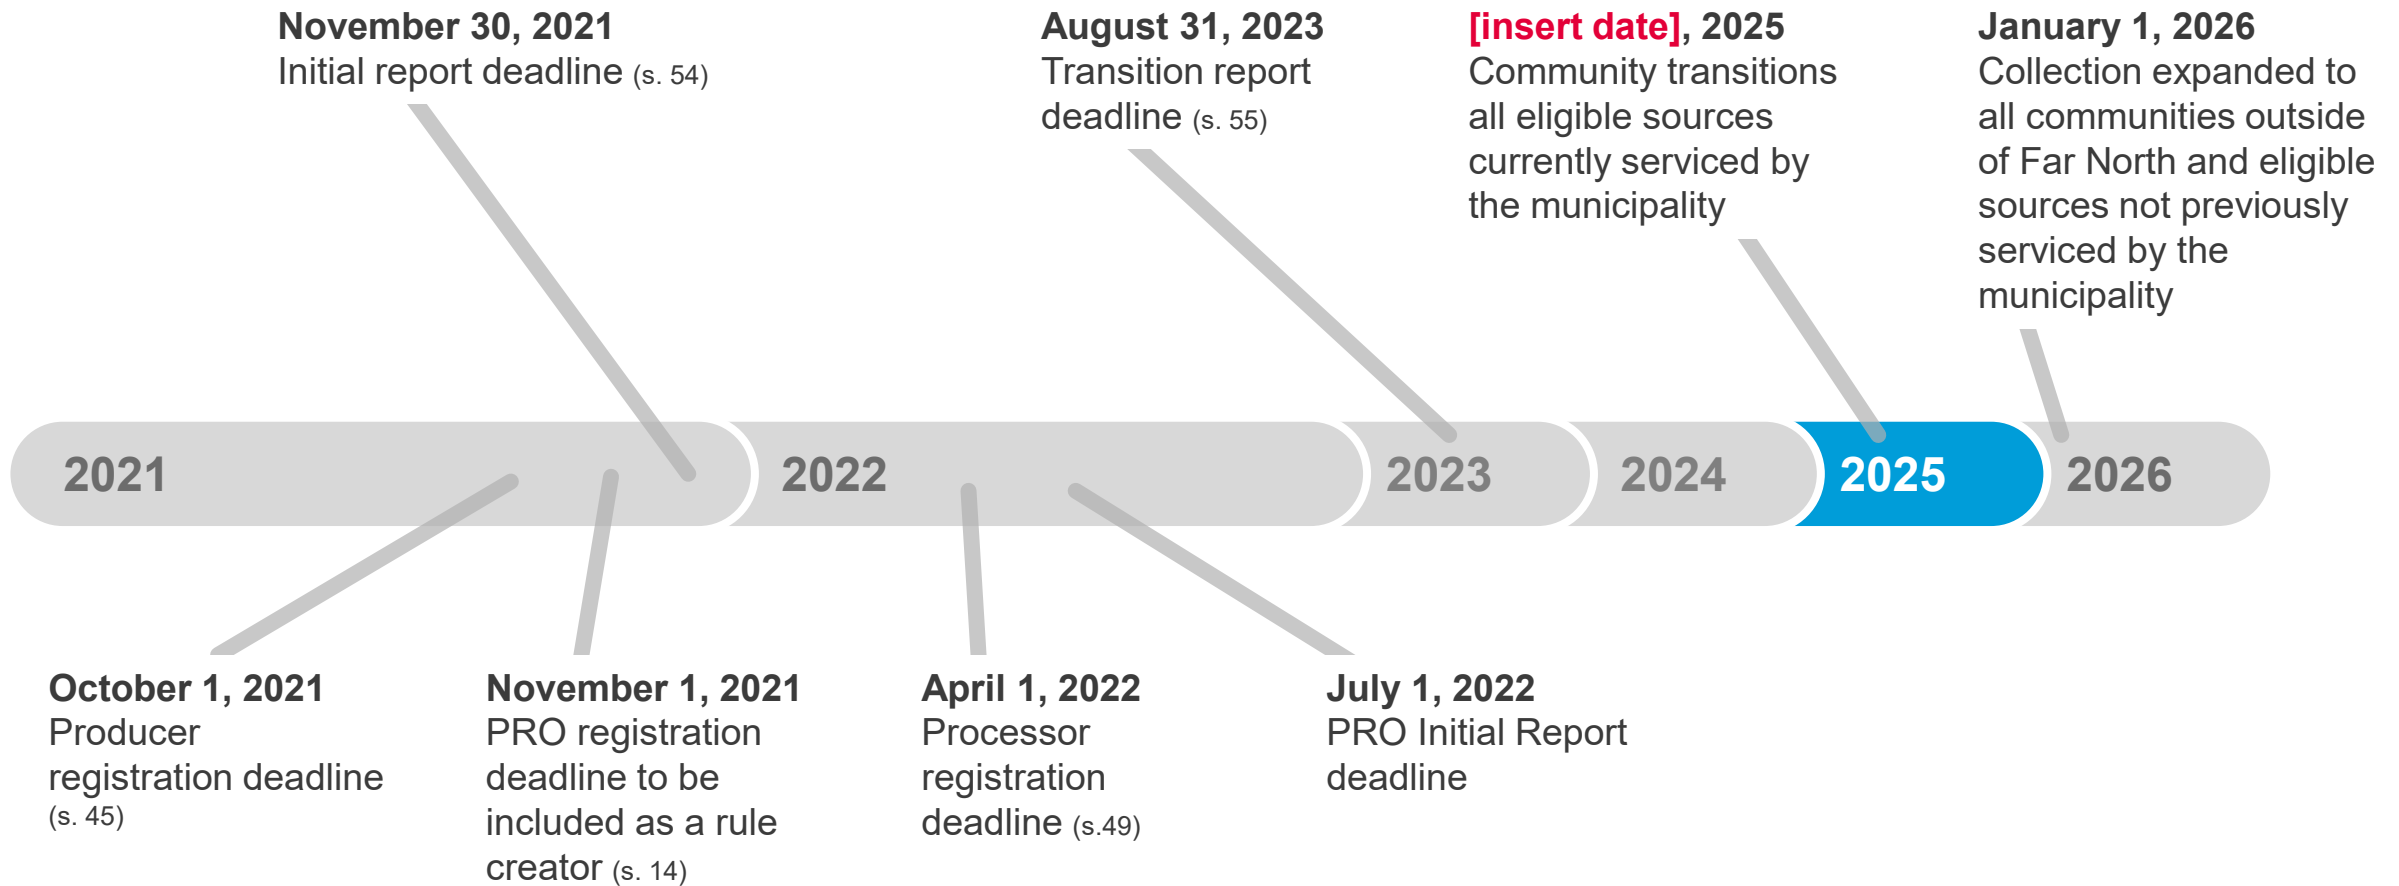 November 30, 2021
Initial report deadline (s. 54)
August 31, 2023
Transition report
deadline (s. 55)
[insert date], 2025
Community transitions
all eligible sources
currently serviced by
the municipality
January 1, 2026
Collection expanded to
all communities outside
of Far North and eligible
sources not previously
serviced by the
municipality
2021
2022
2023
2024
2025
2026
October 1, 2021
Producer
registration deadline
(s. 45)
November 1, 2021
PRO registration
deadline to be
included as a rule
creator (s. 14)
April 1, 2022
Processor
registration
deadline (s.49)
July 1, 2022
PRO Initial Report
deadline